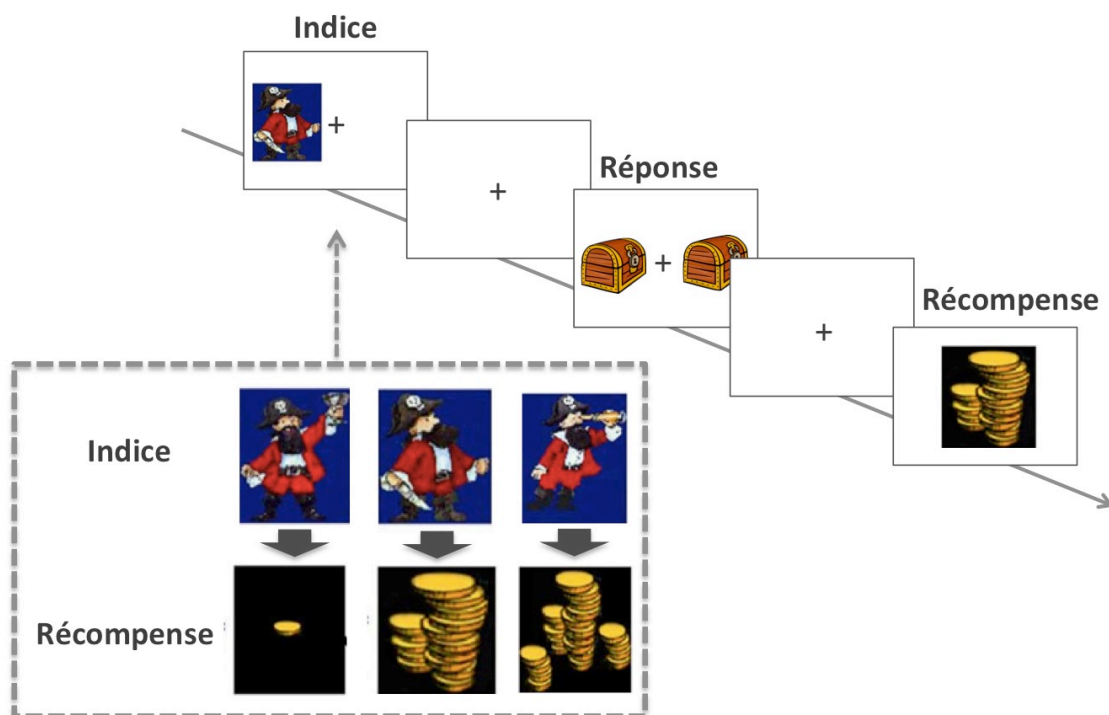 Indice
+
+
Réponse
+
+
Récompense
Indice
Récompense